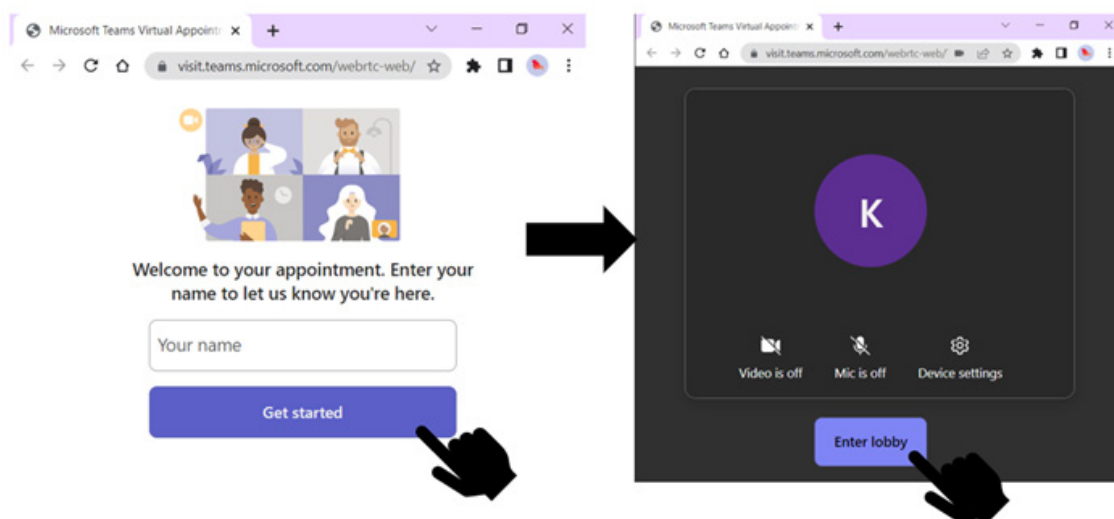 Microsoft Teams Virtual Appoint
visit.teams.microsoft.com/webrtc-web/
Welcome to your appointment. Enter your
name to let us know you're here.
Your name
Get started
Microsoft Teams Virtual Appoint
visit.teams.microsoft.com/webrtc-web/
K
Video is off Mic is off Device settings
Enter lobby